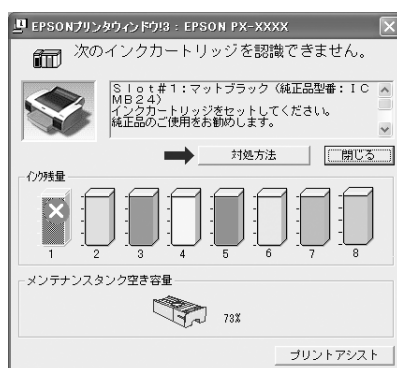 EPSONプリンタウィンドウ!3 : EPSON PX-XXXX
次のインクカートリッジを認識できません。
Slot#1:マットブラック(純正品型番:IC
MB24)
インクカートリッジをセットしてください。
純正品のご使用をお勧めします。
対処方法 閉じる
インク残量
1 2 3 4 5 6 7 8
メンテナンスタンク空き容量
73%
プリントアシスト